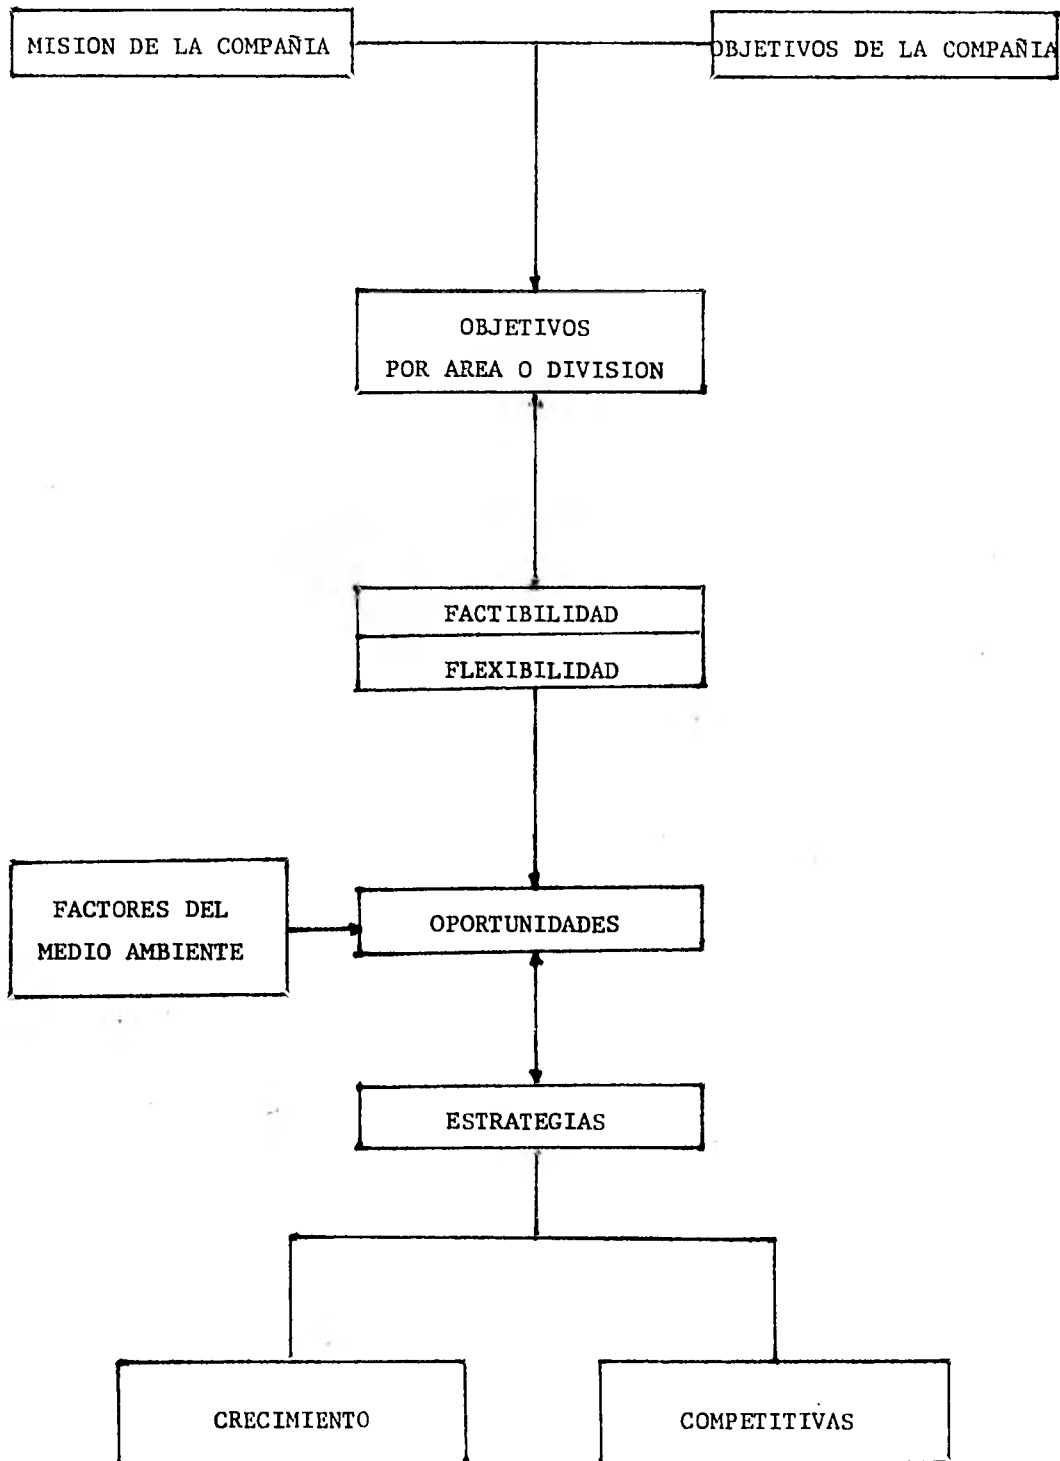 MISION DE LA COMPAÑIA
OBJETIVOS DE LA COMPAÑIA
OBJETIVOS
POR AREA O DIVISION
FACTIBILIDAD
FLEXIBILIDAD
FACTORES DEL
MEDIO AMBIENTE
OPORTUNIDADES
ESTRATEGIAS
CRECIMIENTO
COMPETITIVAS